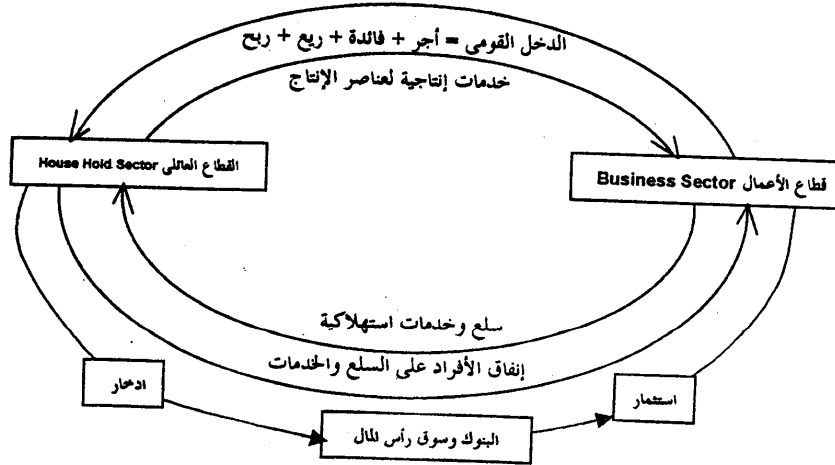 الدخل القومى = أجر + فائدة + ريع + ربح
خدمات إنتاجية لعناصر الإنتاج
القطاع العائلى House Hold Sector
قطاع الأعمال Business Sector
سلع وخدمات استهلاكية
إنفاق الأفراد على السلع والخدمات
ادخار
استثمار
البنوك وسوق رأس المال